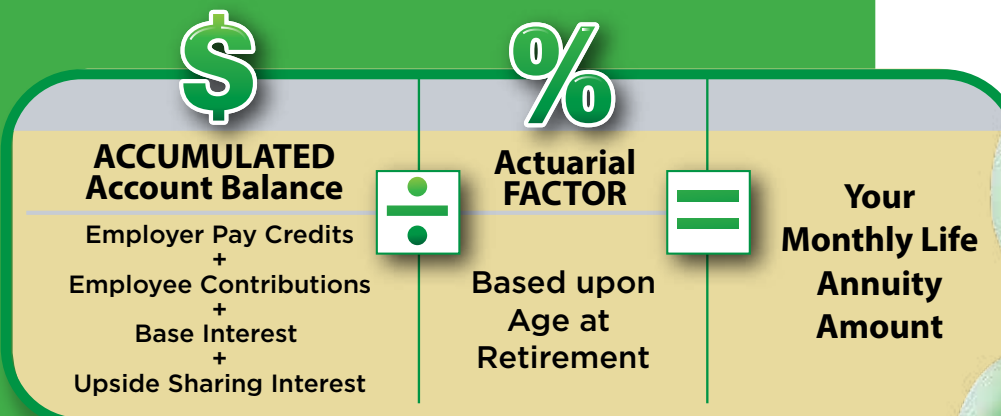 $
ACCUMULATED
Account Balance
Employer Pay Credits
+
Employee Contributions
+
Base Interest
+
Upside Sharing Interest
÷
%
Actuarial
FACTOR
Based upon
Age at
Retirement
=
Your
Monthly Life
Annuity
Amount